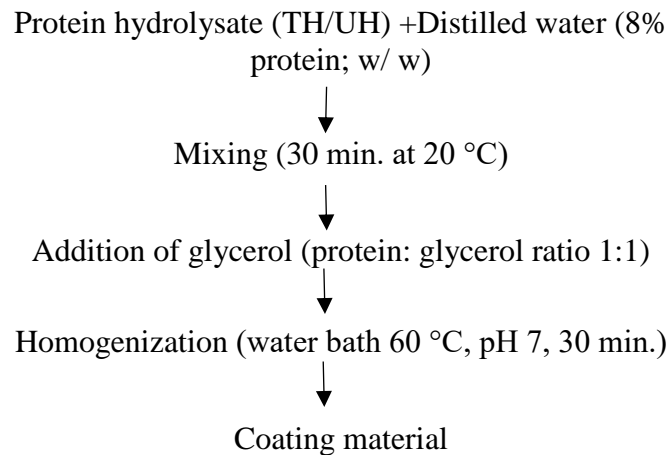 Protein hydrolysate (TH/UH) +Distilled water (8%
protein; w/ w)
Mixing (30 min. at 20 °C)
Addition of glycerol (protein: glycerol ratio 1:1)
Homogenization (water bath 60 °C, pH 7, 30 min.)
Coating material